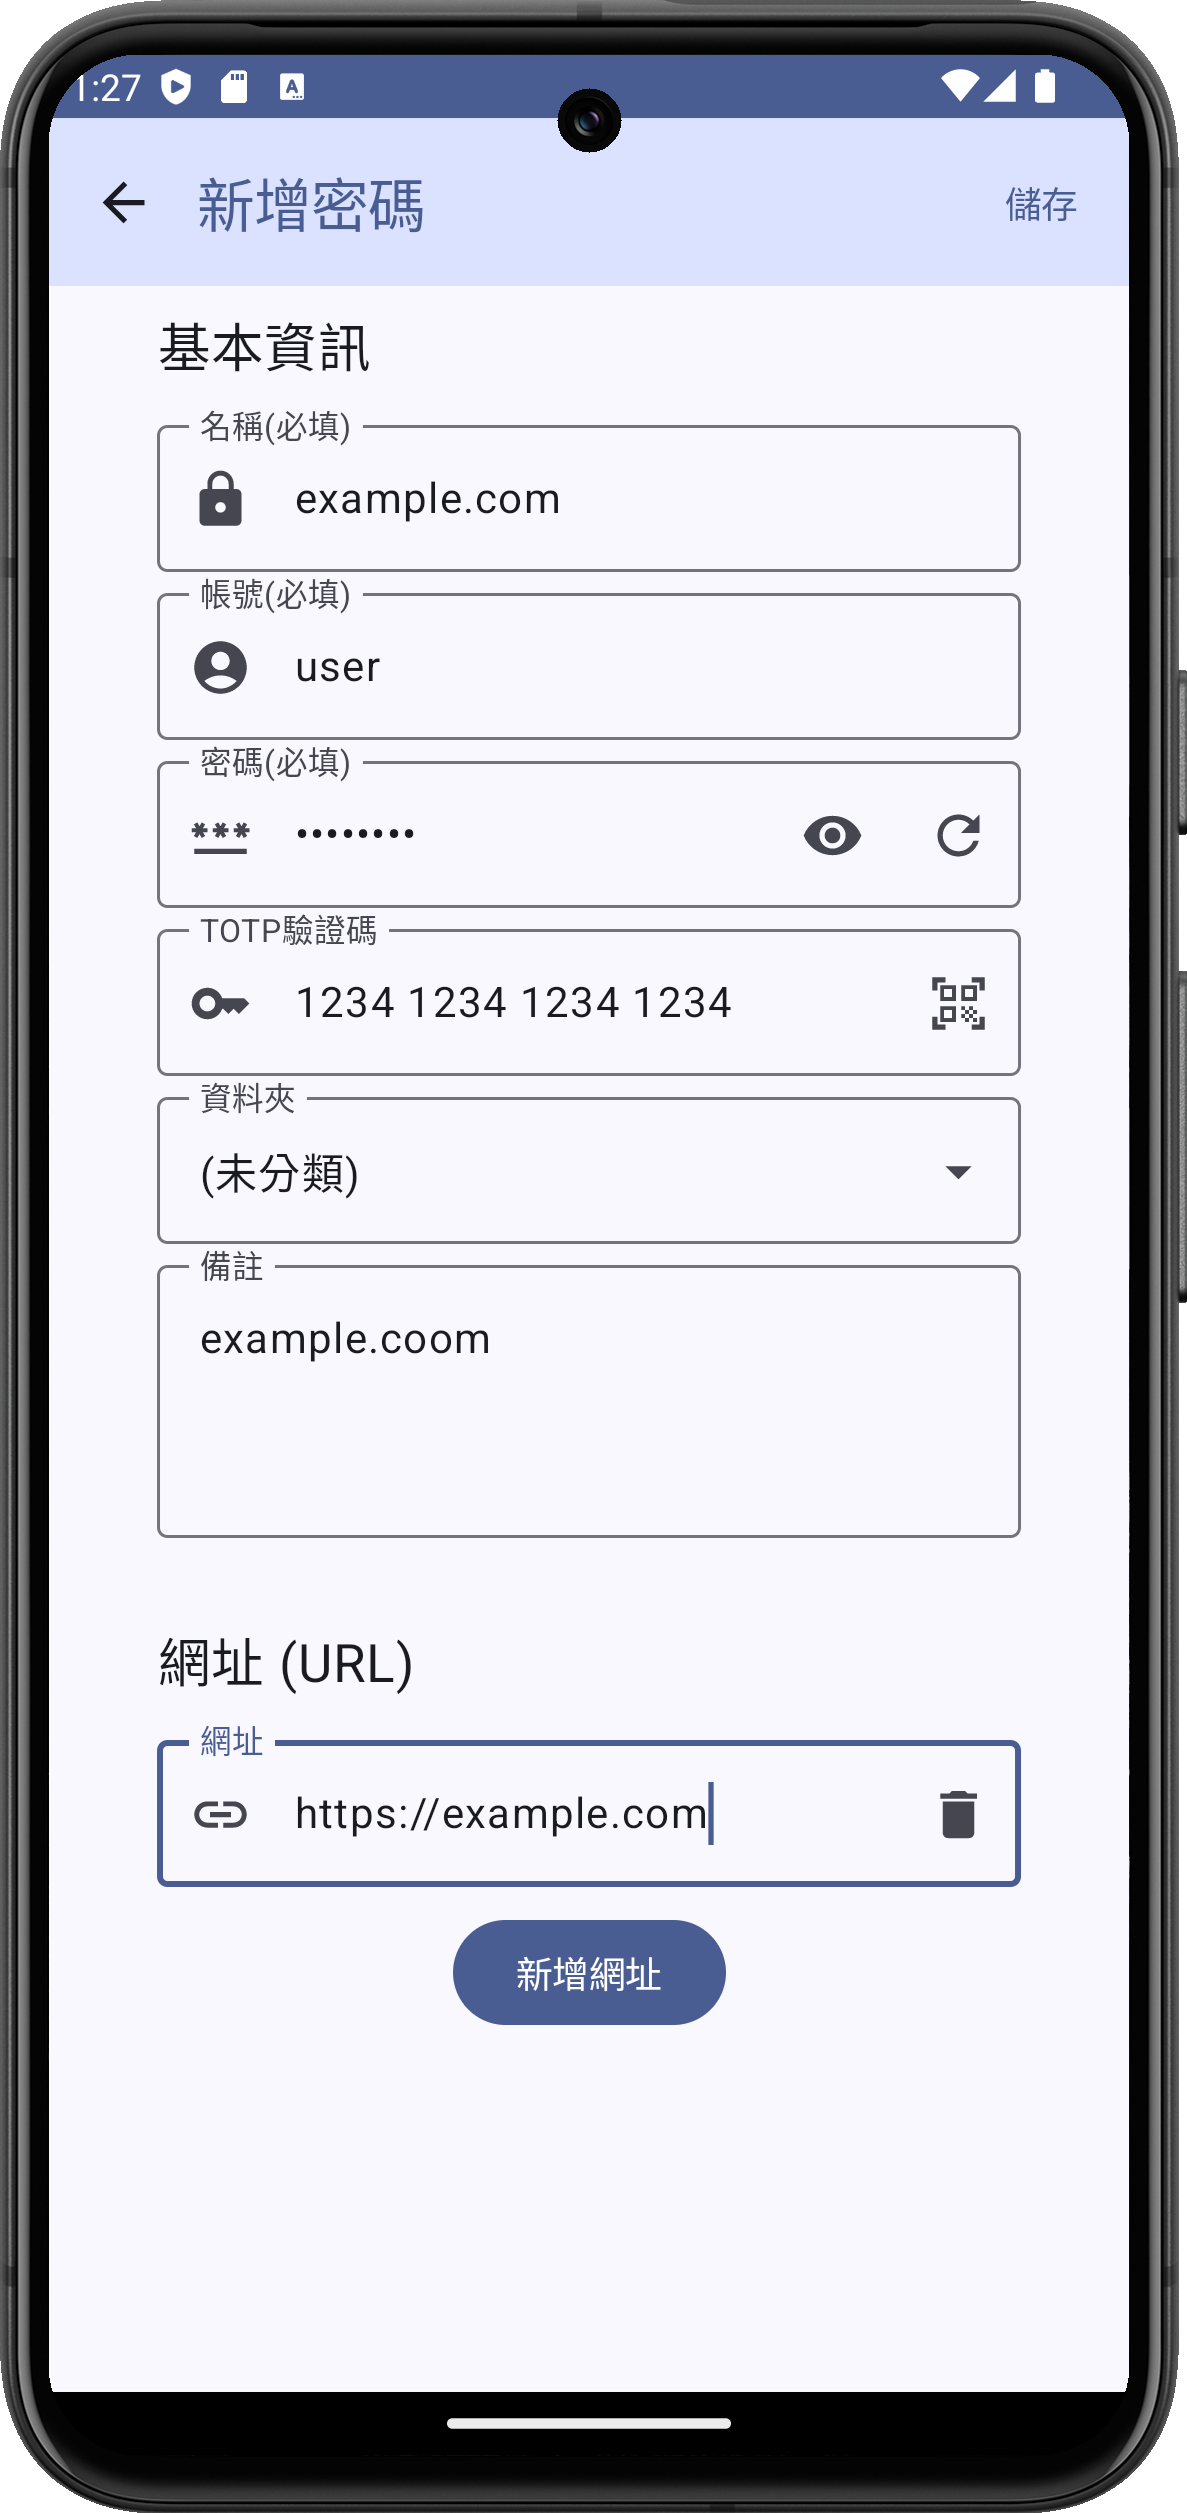 1:27
新增密碼
儲存
基本資訊
名稱(必填)
example.com
帳號(必填)
user
密碼(必填)
••••••••
TOTP驗證碼
1234 1234 1234 1234
資料夾
(未分類)
備註
example.coom
網址 (URL)
網址
https://example.com
新增網址